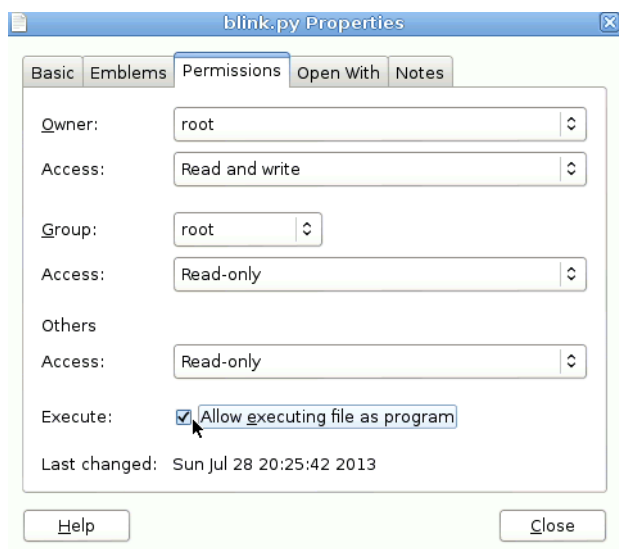 blink.py Properties
Basic Emblems Permissions Open With Notes
Owner: root
Access: Read and write
Group: root
Access: Read-only
Others
Access: Read-only
Execute: Allow executing file as program
Last changed: Sun Jul 28 20:25:42 2013
Help Close